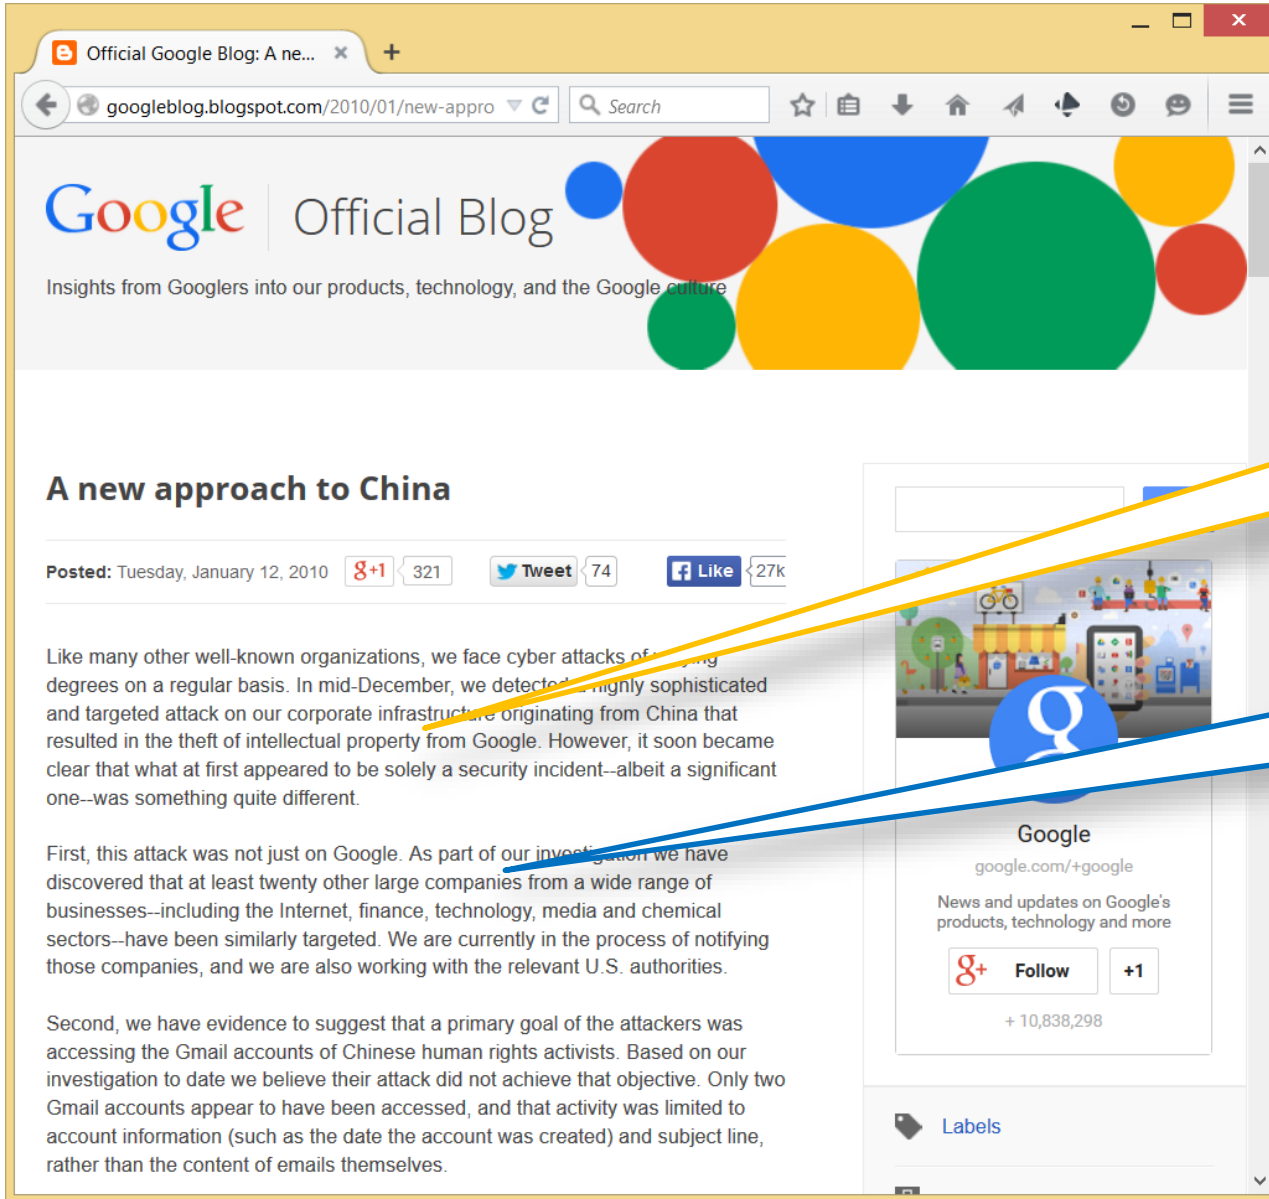 Official Google Blog: A ne...
googleblog.blogspot.com/2010/01/new-appro
Search
Google Official Blog
Insights from Googlers into our products, technology, and the Google culture
A new approach to China
Posted: Tuesday, January 12, 2010 g+1 321 Tweet 74 Like 27k
Like many other well-known organizations, we face cyber attacks of
degrees on a regular basis. In mid-December, we detected a highly sophisticated
and targeted attack on our corporate infrastructure originating from China that
resulted in the theft of intellectual property from Google. However, it soon became
clear that what at first appeared to be solely a security incident--albeit a significant
one--was something quite different.
First, this attack was not just on Google. As part of our investigation we have
discovered that at least twenty other large companies from a wide range of
businesses--including the Internet, finance, technology, media and chemical
sectors--have been similarly targeted. We are currently in the process of notifying
those companies, and we are also working with the relevant U.S. authorities.
Second, we have evidence to suggest that a primary goal of the attackers was
accessing the Gmail accounts of Chinese human rights activists. Based on our
investigation to date we believe their attack did not achieve that objective. Only two
Gmail accounts appear to have been accessed, and that activity was limited to
account information (such as the date the account was created) and subject line,
rather than the content of emails themselves.
g
Google
google.com/+google
News and updates on Google's
products, technology and more
g+ Follow +1
+ 10,838,298
Labels